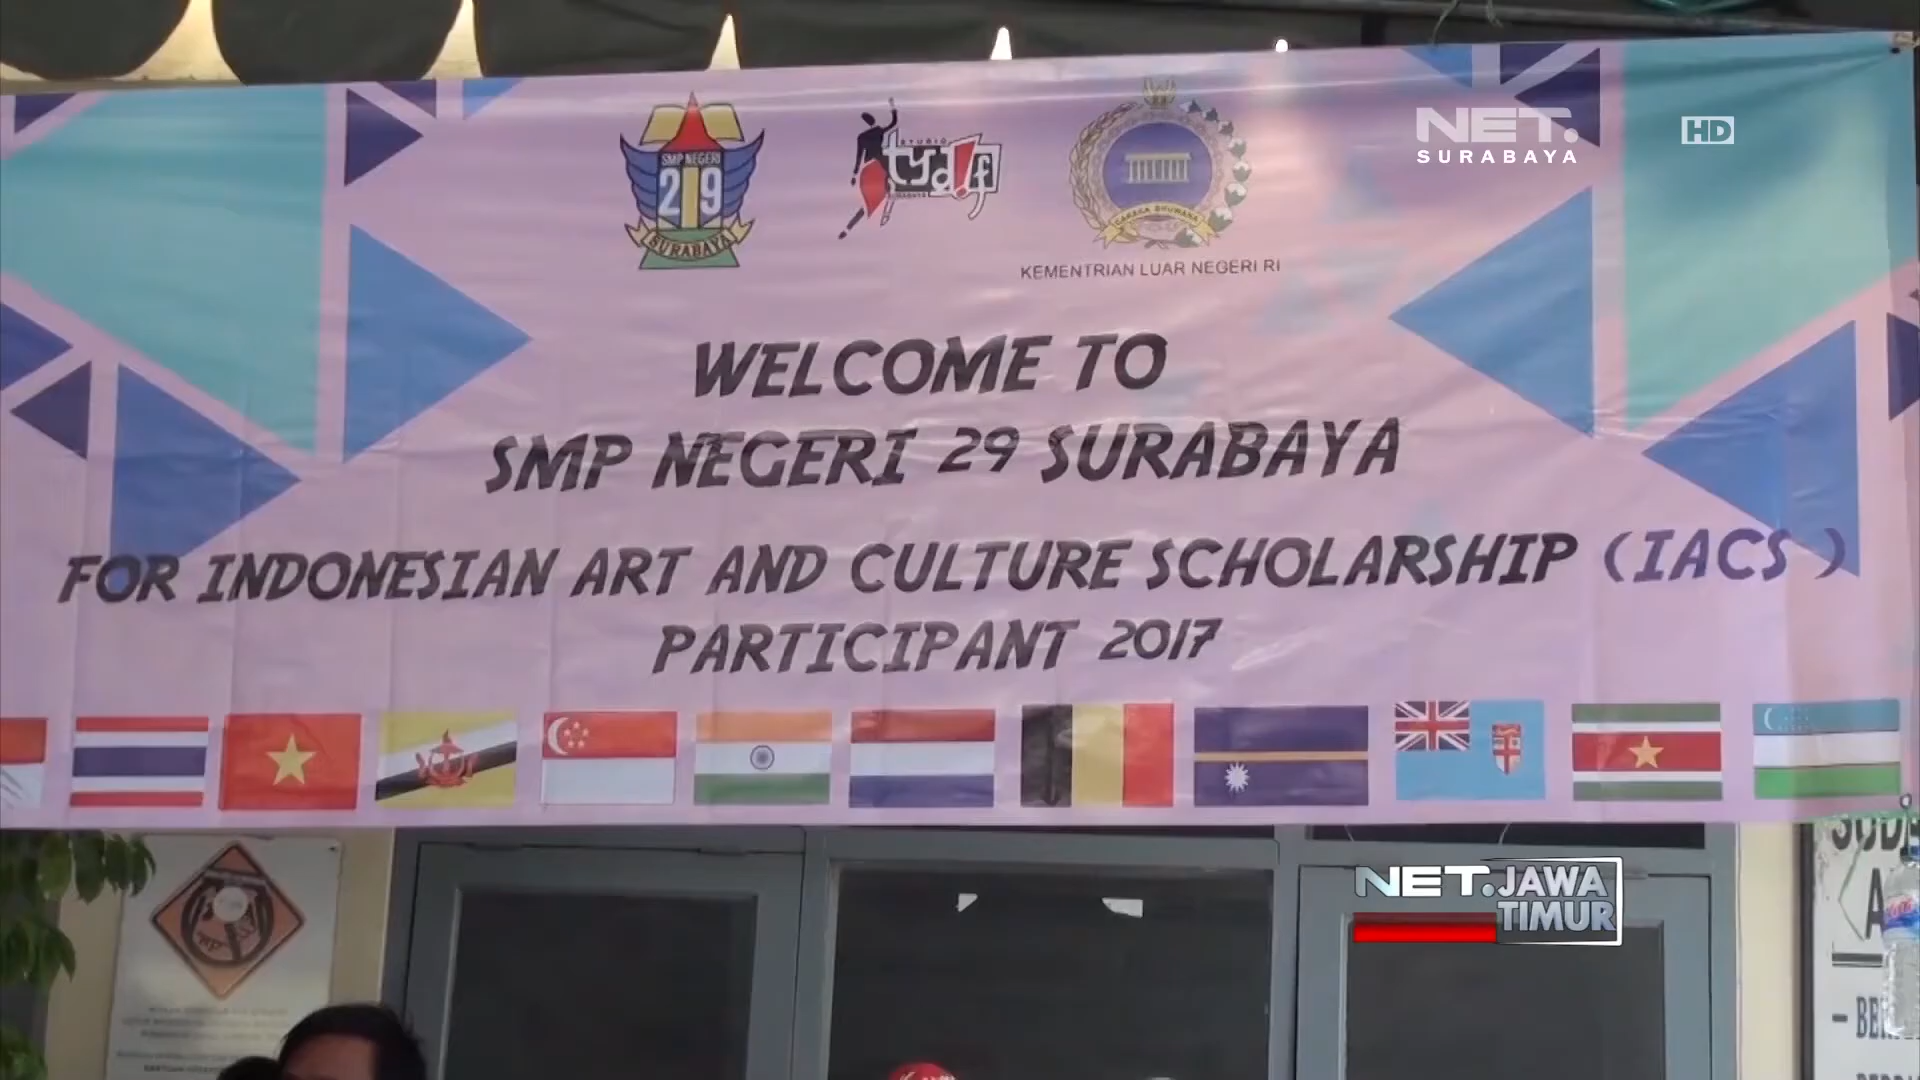 NET.
SURABAYA
HD
SMP NEGERI
29
SURABAYA
STUDIO
tydif
CARAKA BHUWANA
KEMENTRIAN LUAR NEGERI RI
WELCOME TO
SMP NEGERI 29 SURABAYA
FOR INDONESIAN ART AND CULTURE SCHOLARSHIP (IACS )
PARTICIPANT 2017
NET. JAWA
TIMUR